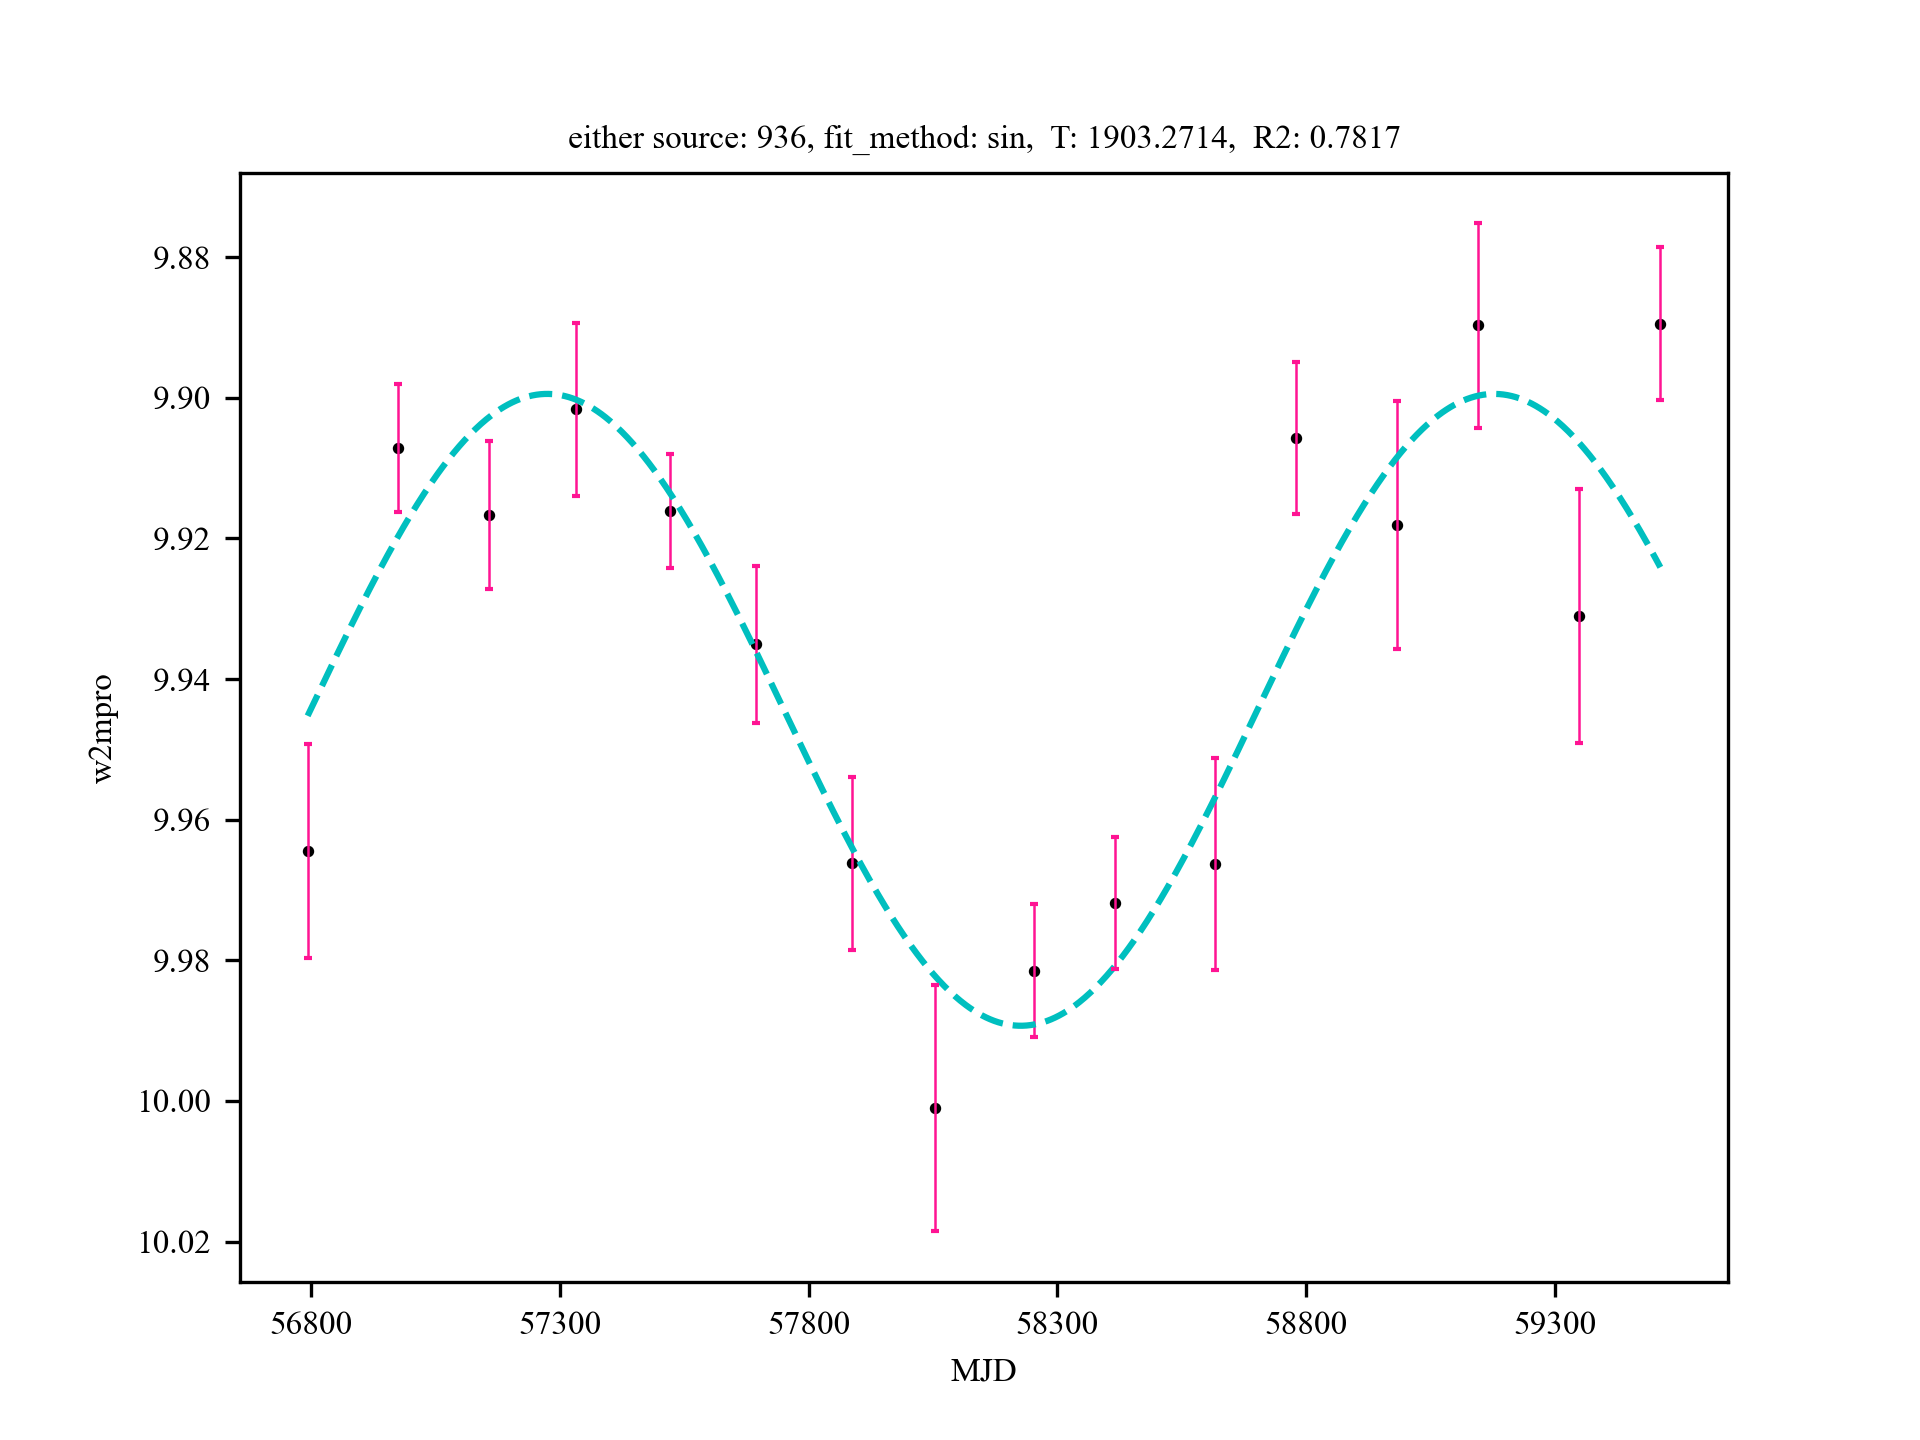 either source: 936, fit_method: sin,  T: 1903.2714,  R2: 0.7817
9.88
9.90
9.92
9.94
9.96
9.98
10.00
10.02
w2mpro
56800 57300 57800 58300 58800 59300
MJD